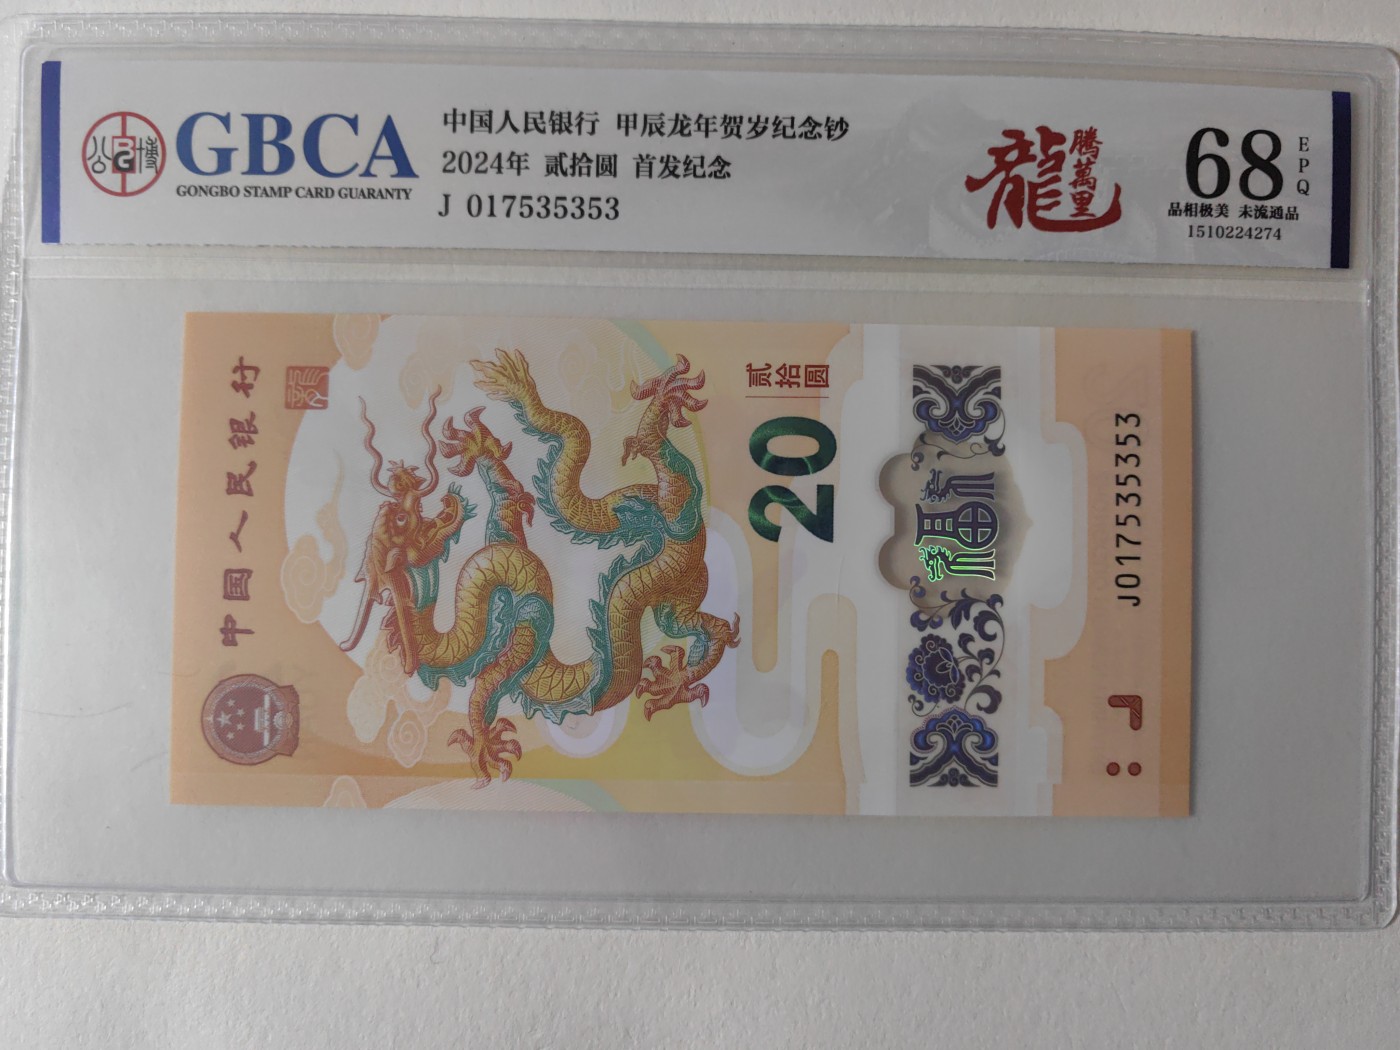 GBCA
GONGBO STAMP CARD GUARANTY
公博
G
中国人民银行 甲辰龙年贺岁纪念钞
2024年 贰拾圆 首发纪念
J 017535353
龍
騰萬里
68
EPQ
品相极美 未流通品
1510224274
中国人民银行
贰拾圆
20
福
J017535353